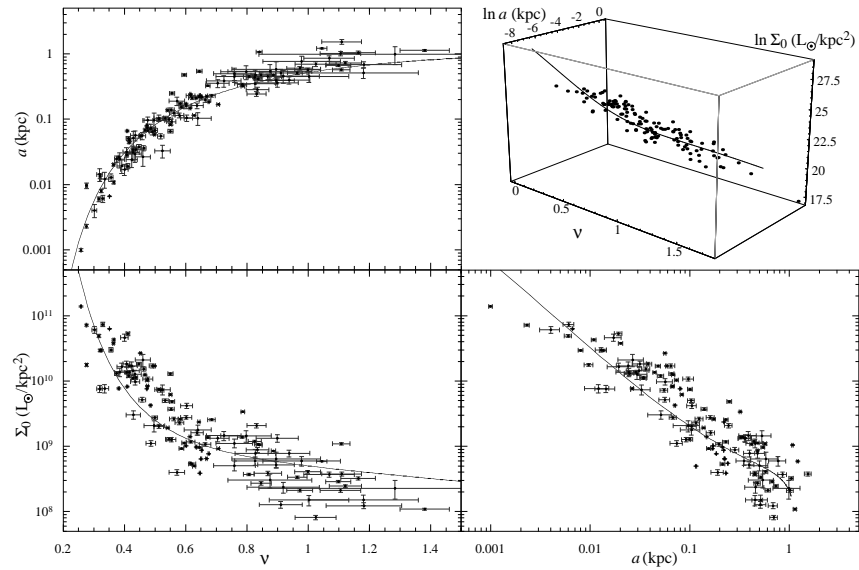 1
0.1
0.01
0.001
a (kpc)
ln a (kpc)
-8 -6 -4 -2 0
ln Σ₀ (L⊙/kpc²)
27.5
25
22.5
20
17.5
0
0.5
1
1.5
ν
10¹¹
10¹⁰
10⁹
10⁸
Σ₀ (L⊙/kpc²)
0.2 0.4 0.6 0.8 1 1.2 1.4
ν
0.001 0.01 0.1 1
a (kpc)